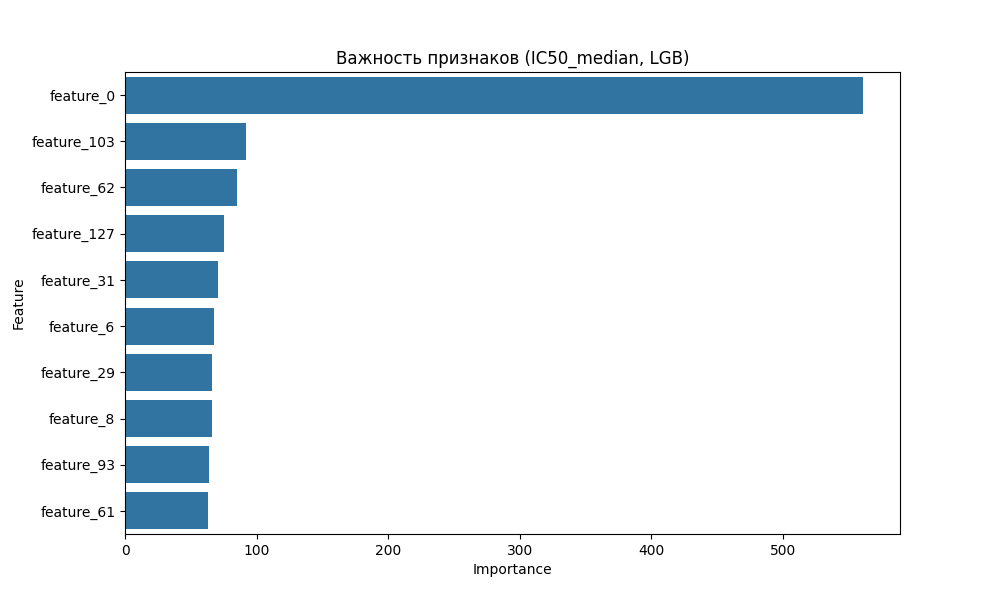 Важность признаков (IC50_median, LGB)
feature_0
feature_103
feature_62
feature_127
feature_31
feature_6
feature_29
feature_8
feature_93
feature_61
Feature
0 100 200 300 400 500
Importance